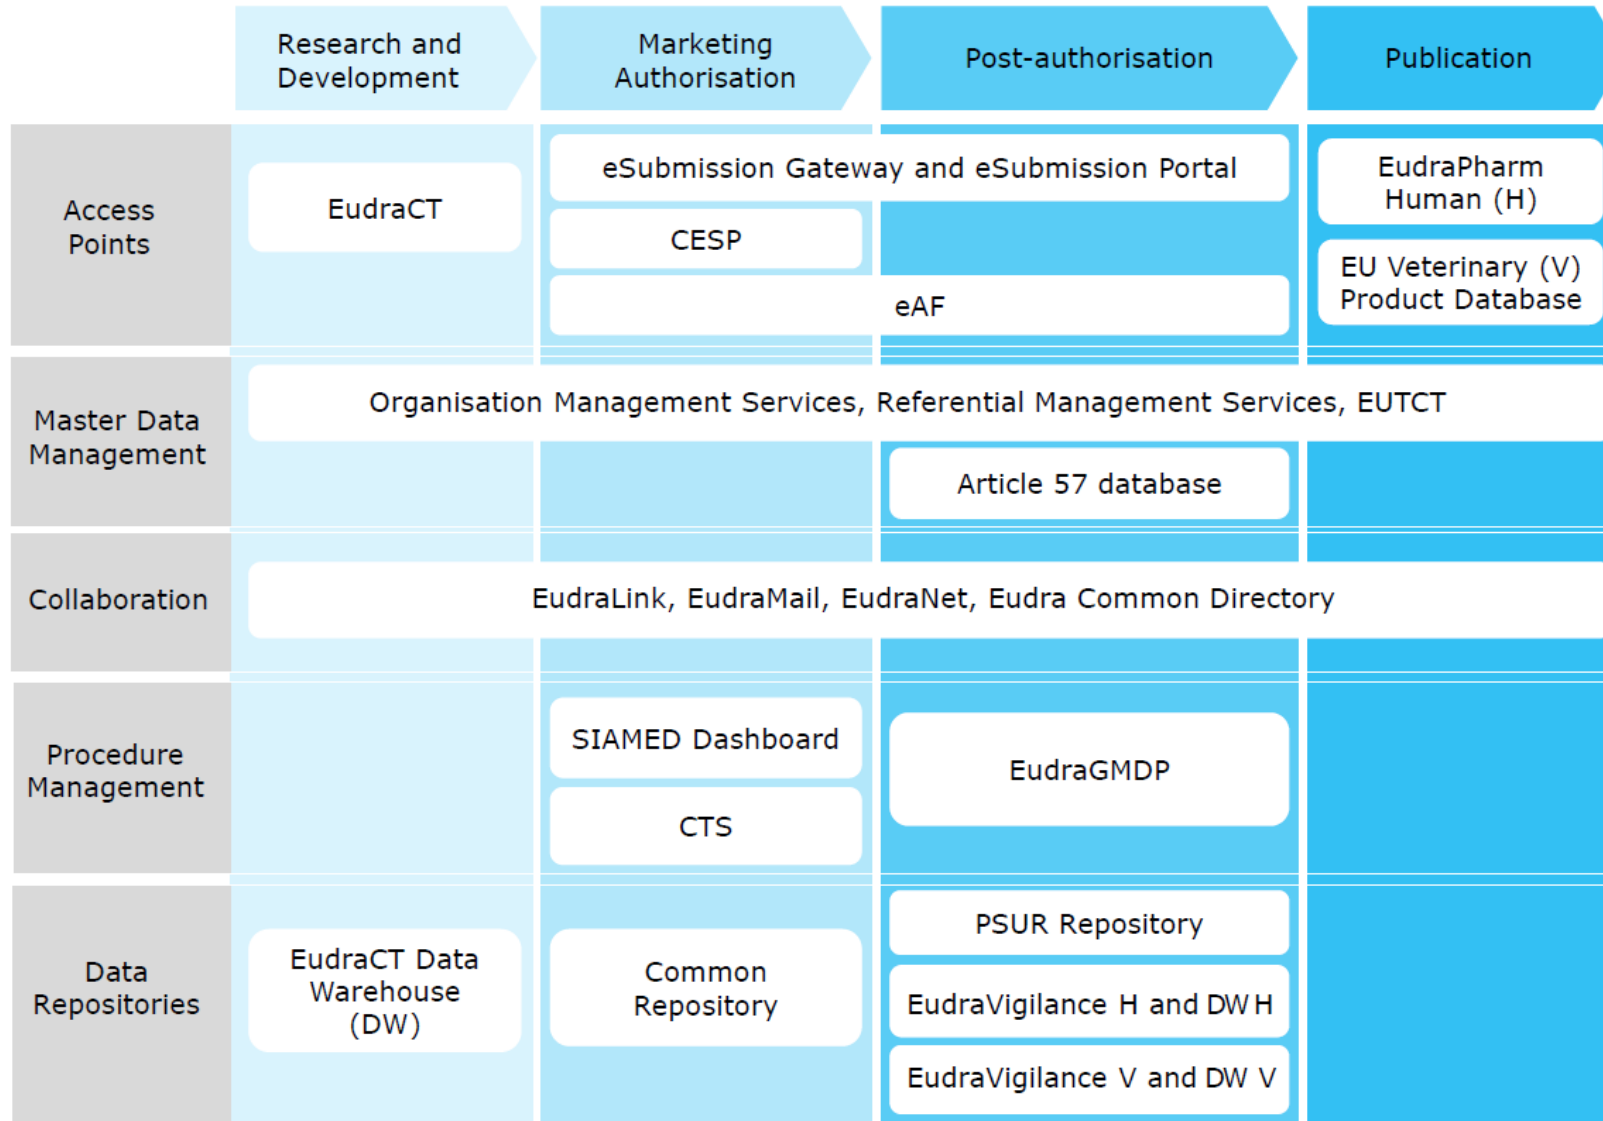 Research and
Development
Marketing
Authorisation
Post-authorisation
Publication
Access
Points
EudraCT
eSubmission Gateway and eSubmission Portal
CESP
eAF
EudraPharm
Human (H)
EU Veterinary (V)
Product Database
Master Data
Management
Organisation Management Services, Referential Management Services, EUTCT
Article 57 database
Collaboration
EudraLink, EudraMail, EudraNet, Eudra Common Directory
Procedure
Management
SIAMED Dashboard
CTS
EudraGMDP
Data
Repositories
EudraCT Data
Warehouse
(DW)
Common
Repository
PSUR Repository
EudraVigilance H and DW H
EudraVigilance V and DW V